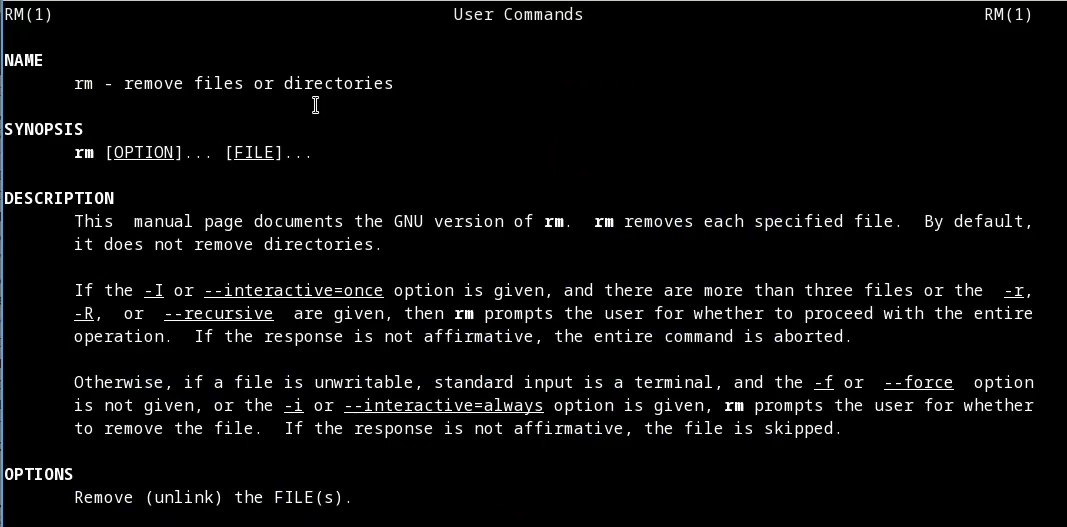 RM(1) User Commands RM(1)
NAME
rm - remove files or directories
SYNOPSIS
rm [OPTION]... [FILE]...
DESCRIPTION
This manual page documents the GNU version of rm. rm removes each specified file. By default,
it does not remove directories.
If the -I or --interactive=once option is given, and there are more than three files or the -r,
-R, or --recursive are given, then rm prompts the user for whether to proceed with the entire
operation. If the response is not affirmative, the entire command is aborted.
Otherwise, if a file is unwritable, standard input is a terminal, and the -f or --force option
is not given, or the -i or --interactive=always option is given, rm prompts the user for whether
to remove the file. If the response is not affirmative, the file is skipped.
OPTIONS
Remove (unlink) the FILE(s).